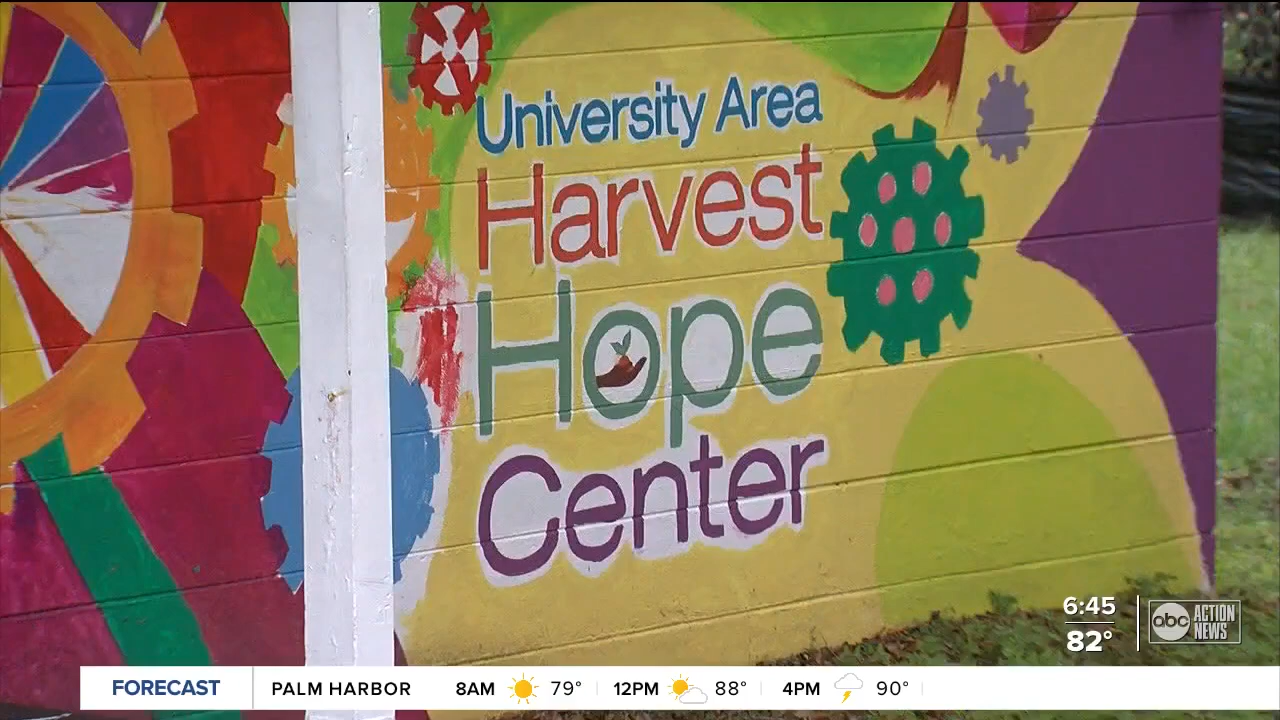 University Area
Harvest
Hope
Center
6:45
82°
abc ACTION NEWS
FORECAST PALM HARBOR 8AM 79° 12PM 88° 4PM 90°